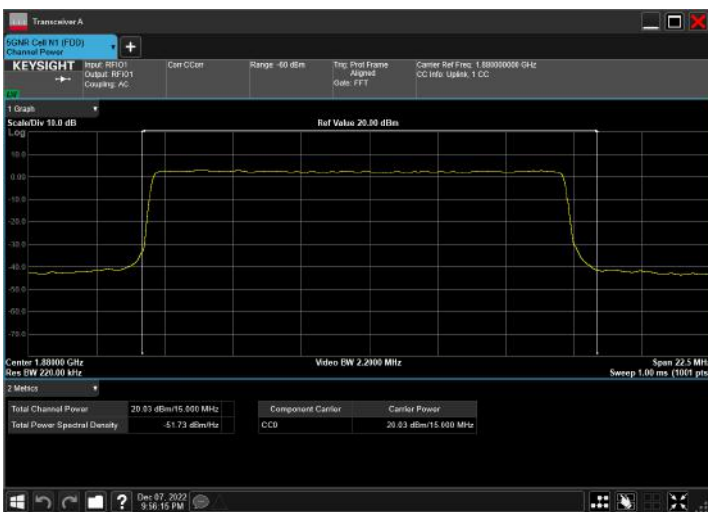 Transceiver A
5GNR Cell N1 (FDD)
Channel Power
KEYSIGHT
Input: RFIO1
Output: RFIO1
Coupling: AC
Corr CCorr
Range: -60 dBm
Trig: Prot Frame
Aligned
Gate: FFT
Carrier Ref Freq: 1.880000000 GHz
CC Info: Uplink, 1 CC
1 Graph
Scale/Div 10.0 dB
Ref Value 20.00 dBm
Log
10.0
0.00
-10.0
-20.0
-30.0
-40.0
-50.0
-60.0
-70.0
Center 1.88000 GHz
Video BW 2.2000 MHz
Span 22.5 MH
Res BW 220.00 kHz
Sweep 1.00 ms (1001 pts
2 Metrics
Total Channel Power 20.03 dBm/15.000 MHz
Total Power Spectral Density -51.73 dBm/Hz
Component Carrier Carrier Power
CC0 20.03 dBm/15.000 MHz
?
Dec 07, 2022
9:56:15 PM